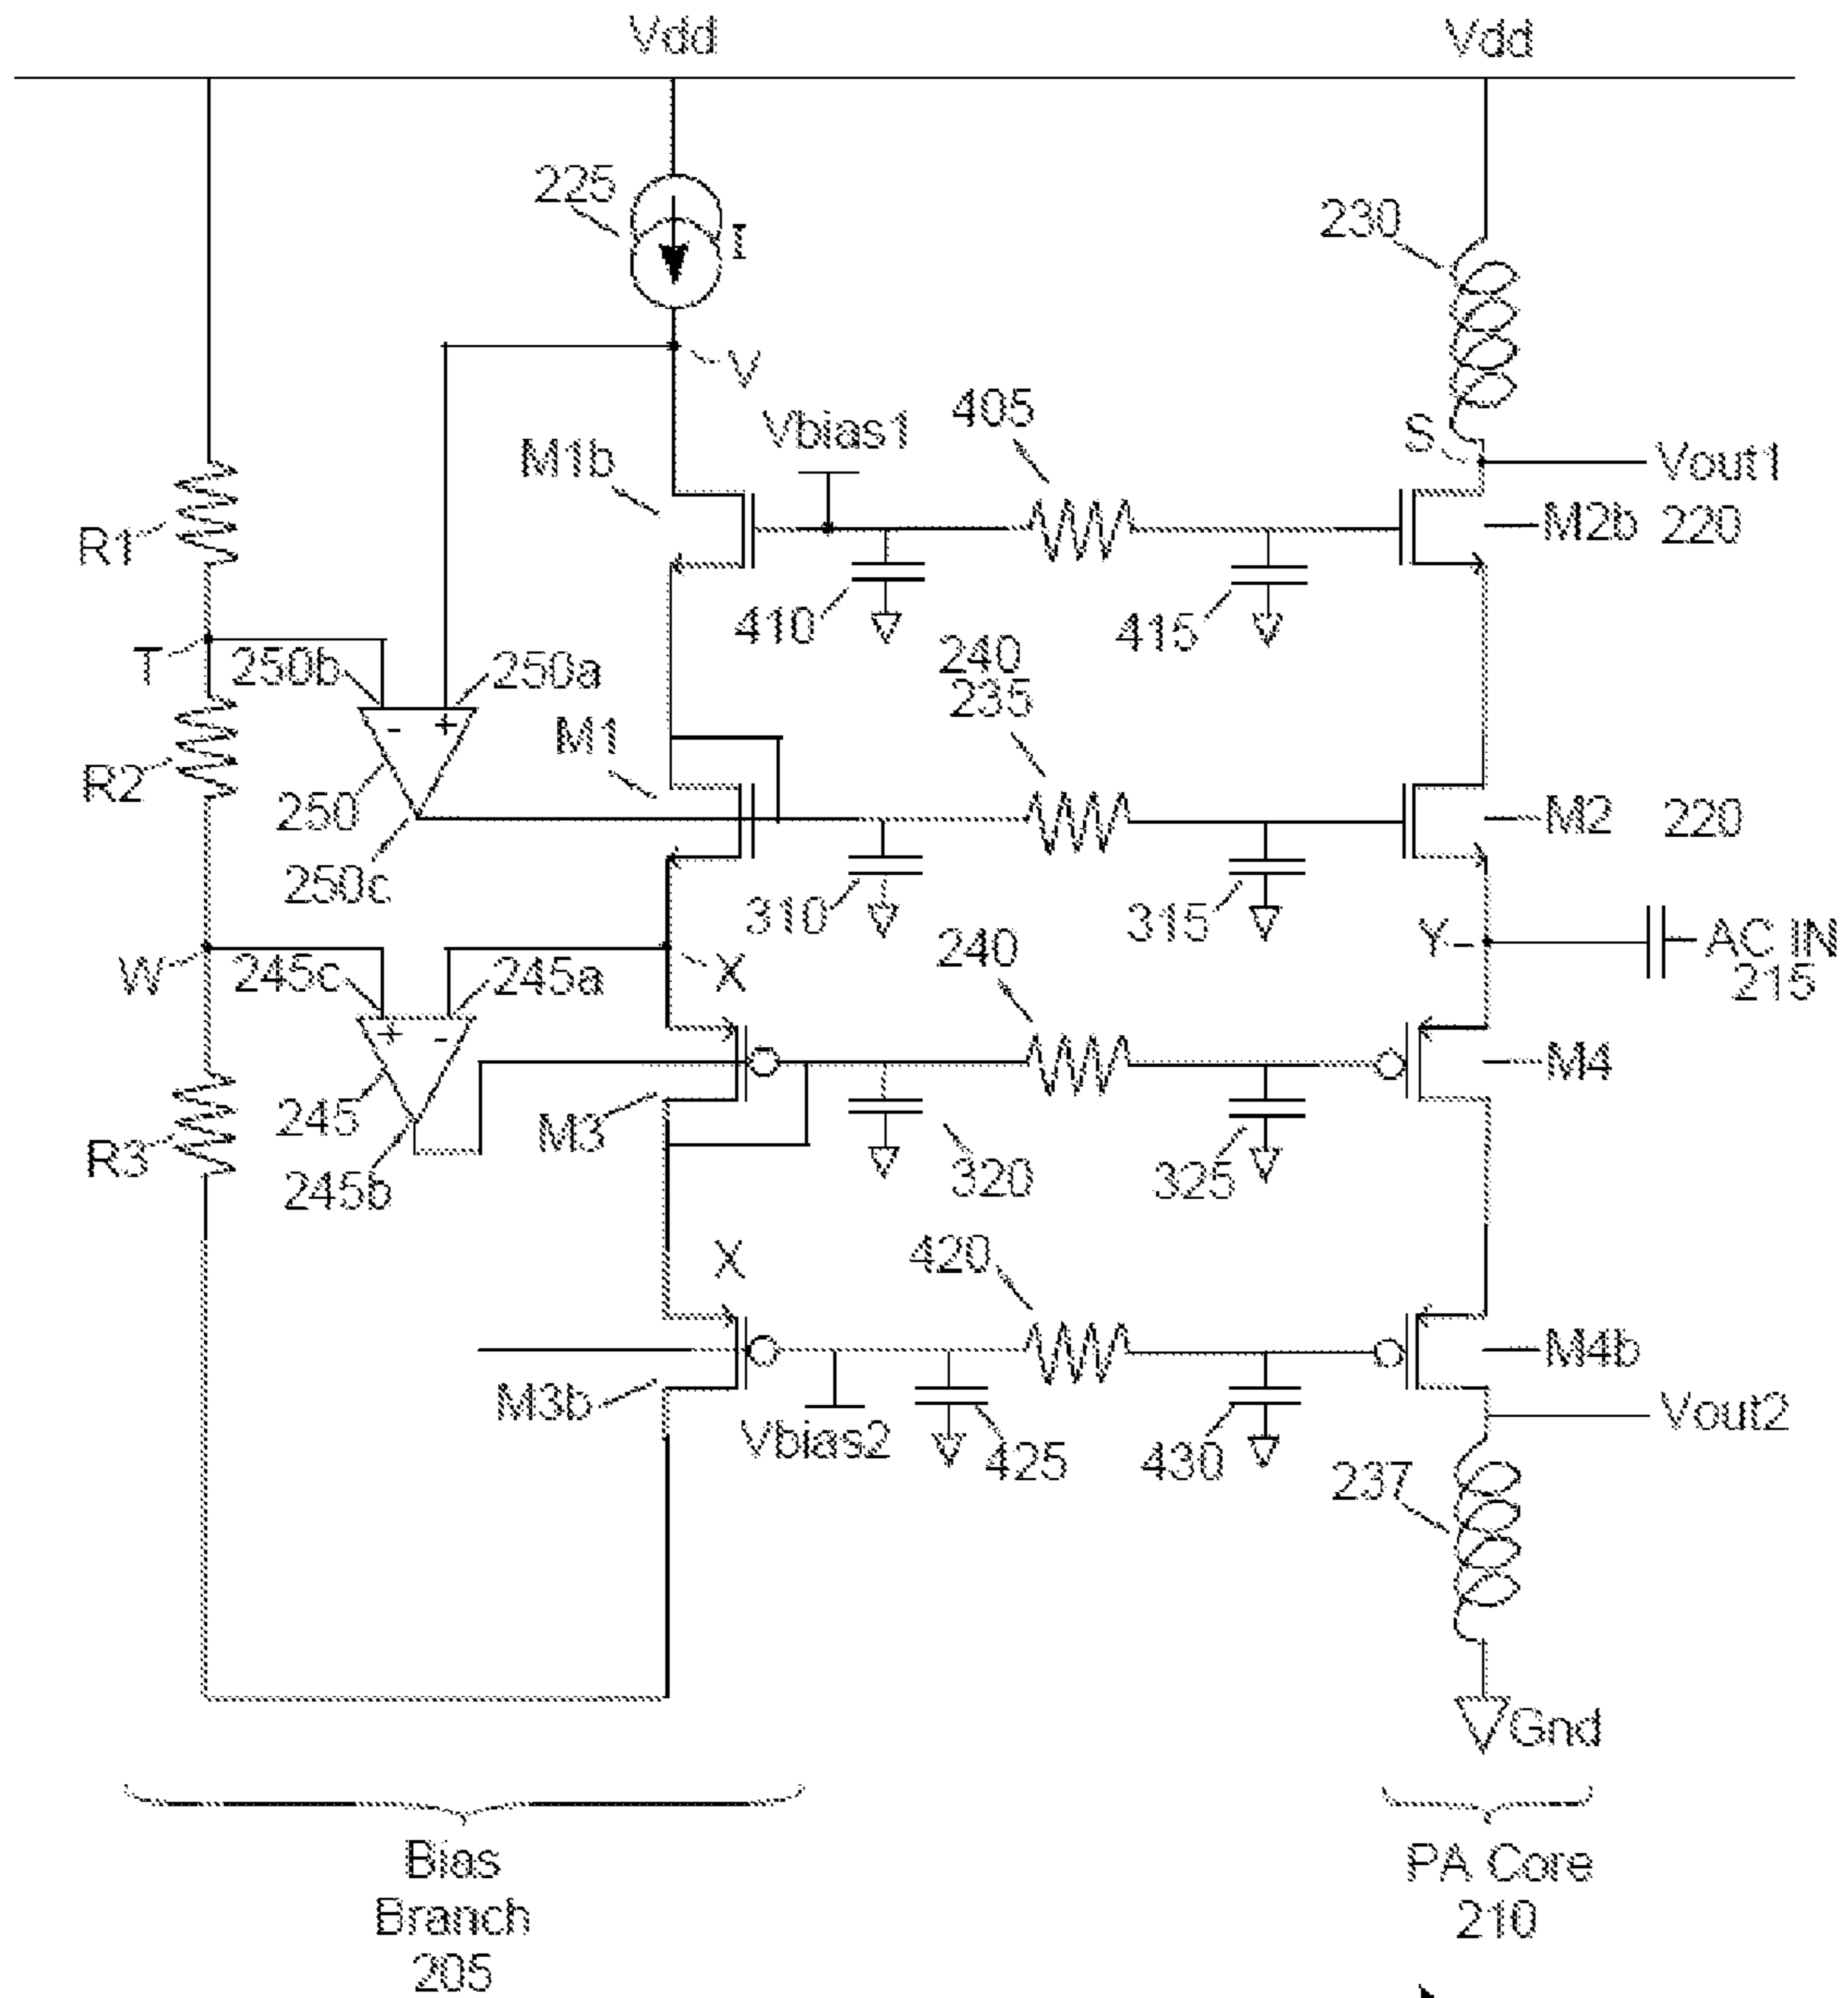 Vdd
Vdd
225
I
230
V
405
Vbias1
S
Vout1
M1b
M2b 220
R1
410
415
T
250b
250a
240
235
M1
- +
R2
250
M2 220
250c
310
315
Y
AC IN
215
W
245c
245a
X
240
+ -
M4
245
M3
R3
245b
320
325
X
420
M4b
M3b
Vout2
Vbias2
425
430
237
Gnd
Bias
Branch
205
PA Core
210